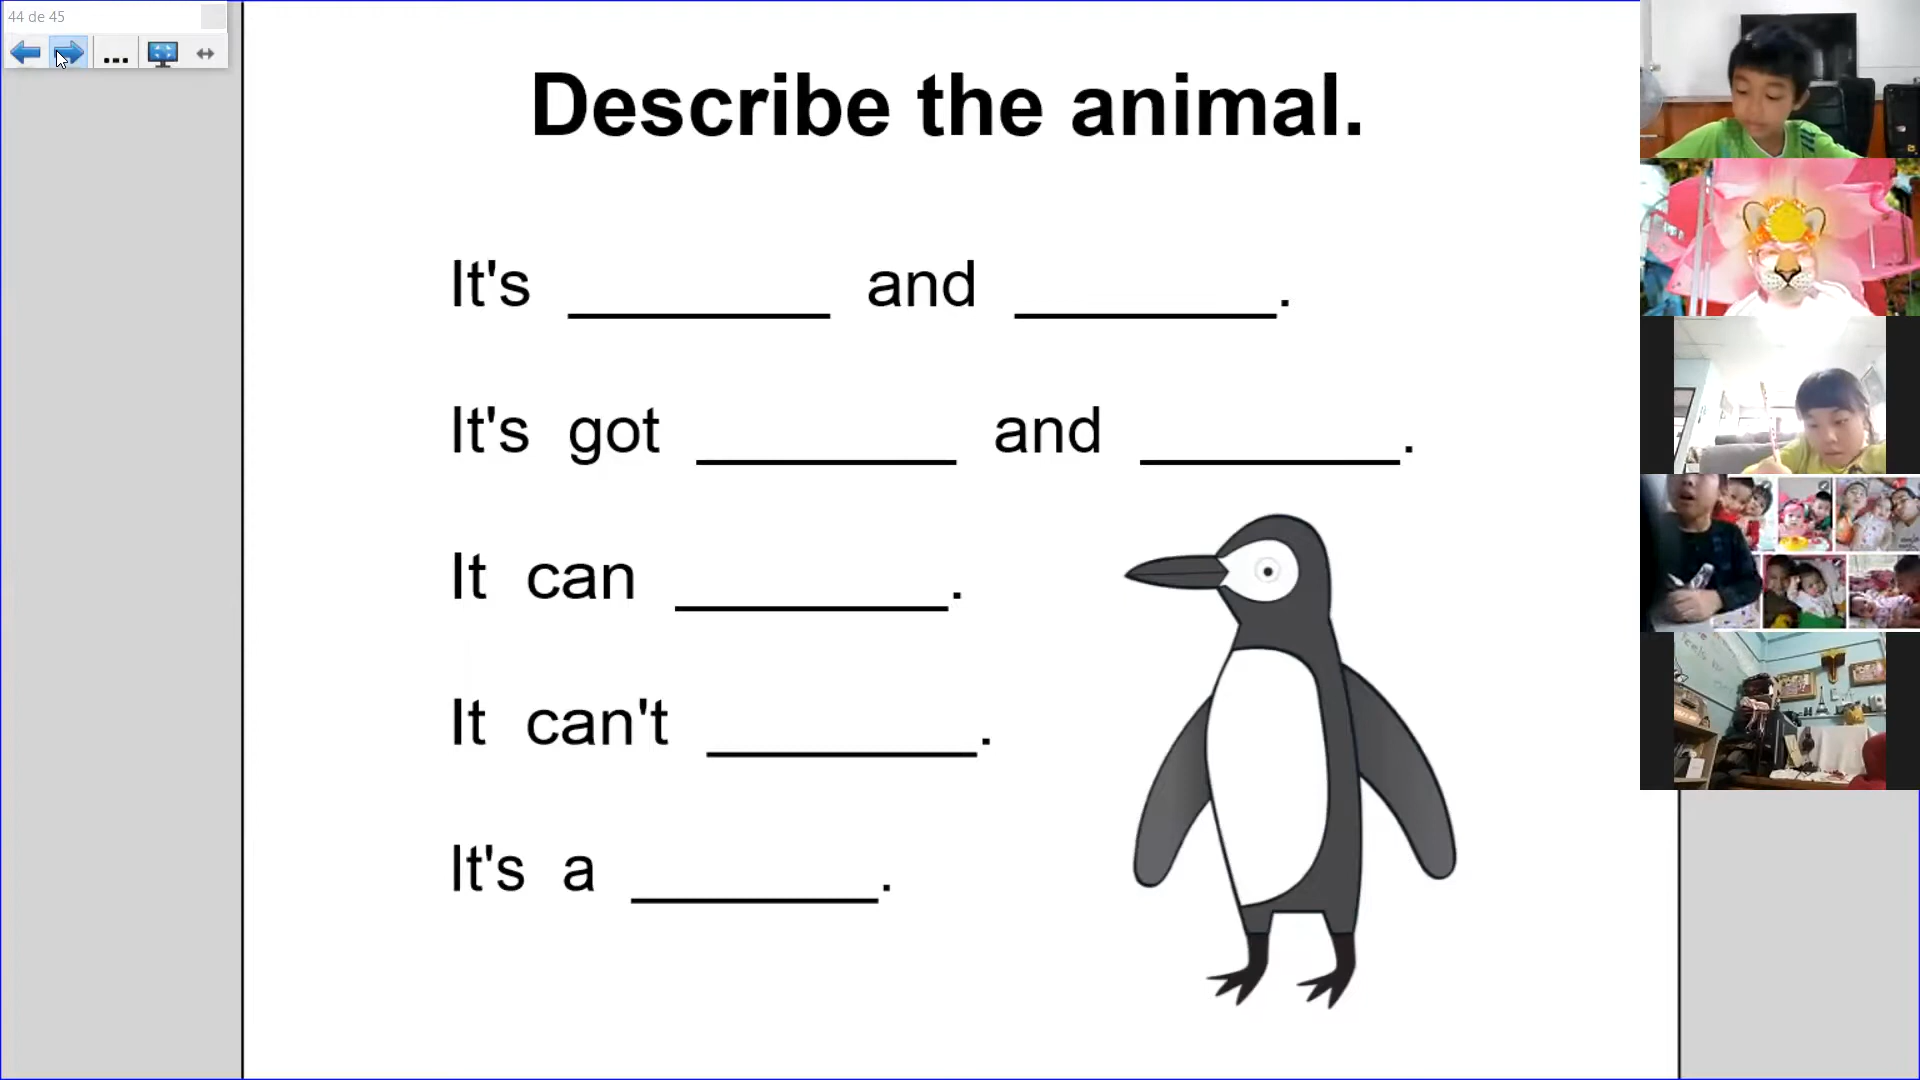 44 de 45
Describe the animal.
It's ________ and ________.
It's got ________ and ________.
It can ________.
It can't ________.
It's a ________.